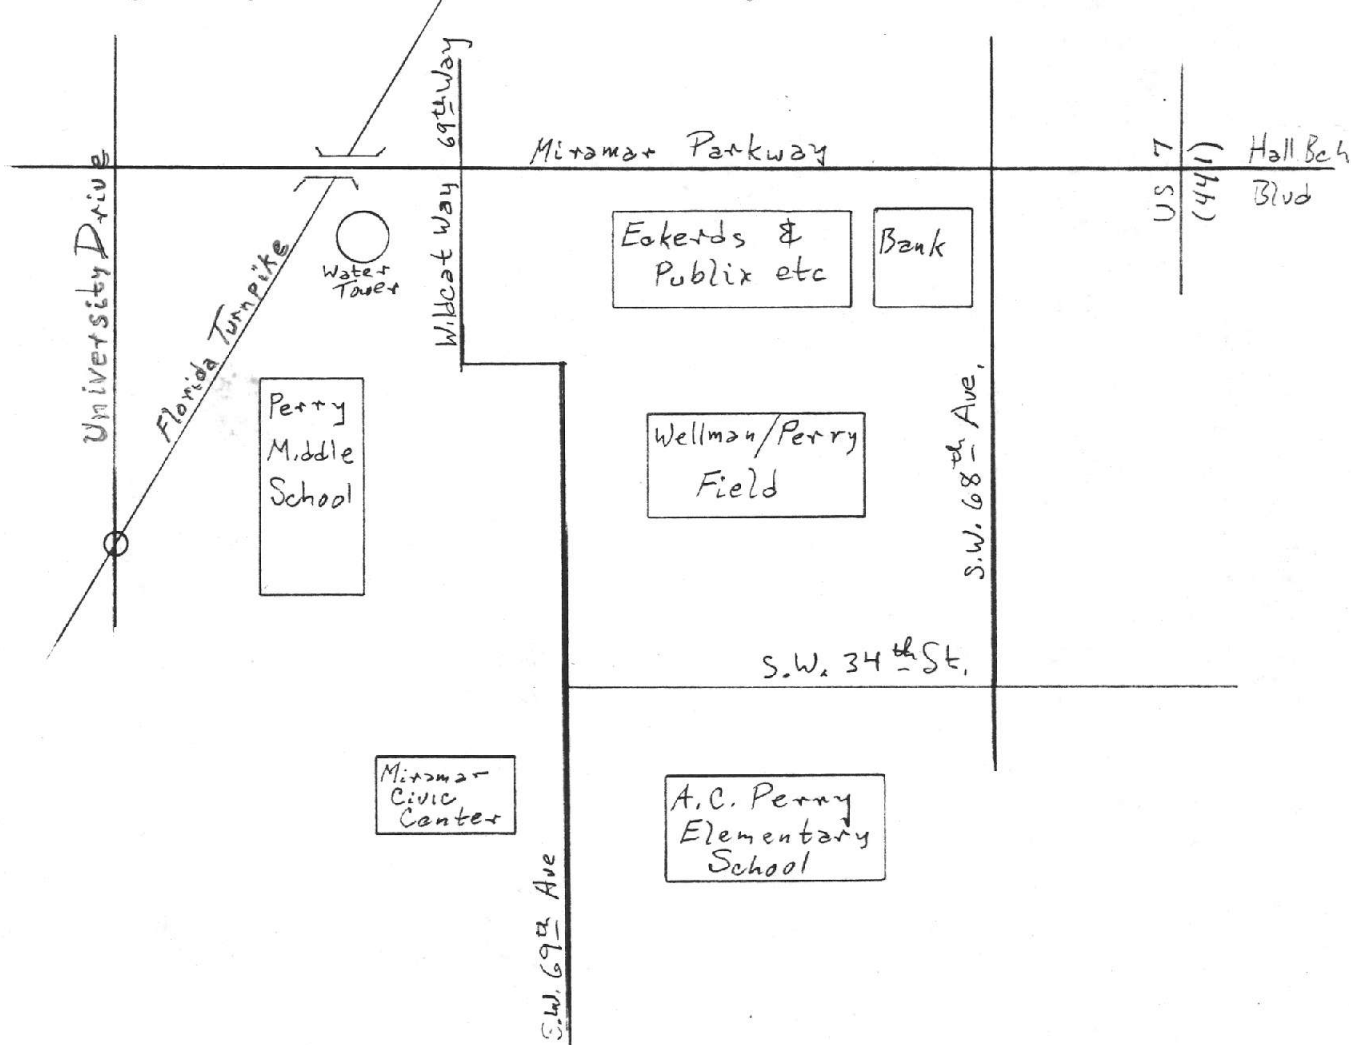 69th Way
Miramar Parkway
US 7
(441)
Hall Bch
Blvd
University Drive
Florida Turnpike
Water
Tower
Wildcat Way
Eckerds &
Publix etc
Bank
Perry
Middle
School
Wellman/Perry
Field
S.W. 68th Ave.
S.W. 34th St.
Miramar
Civic
Center
A.C. Perry
Elementary
School
S.W. 69th Ave